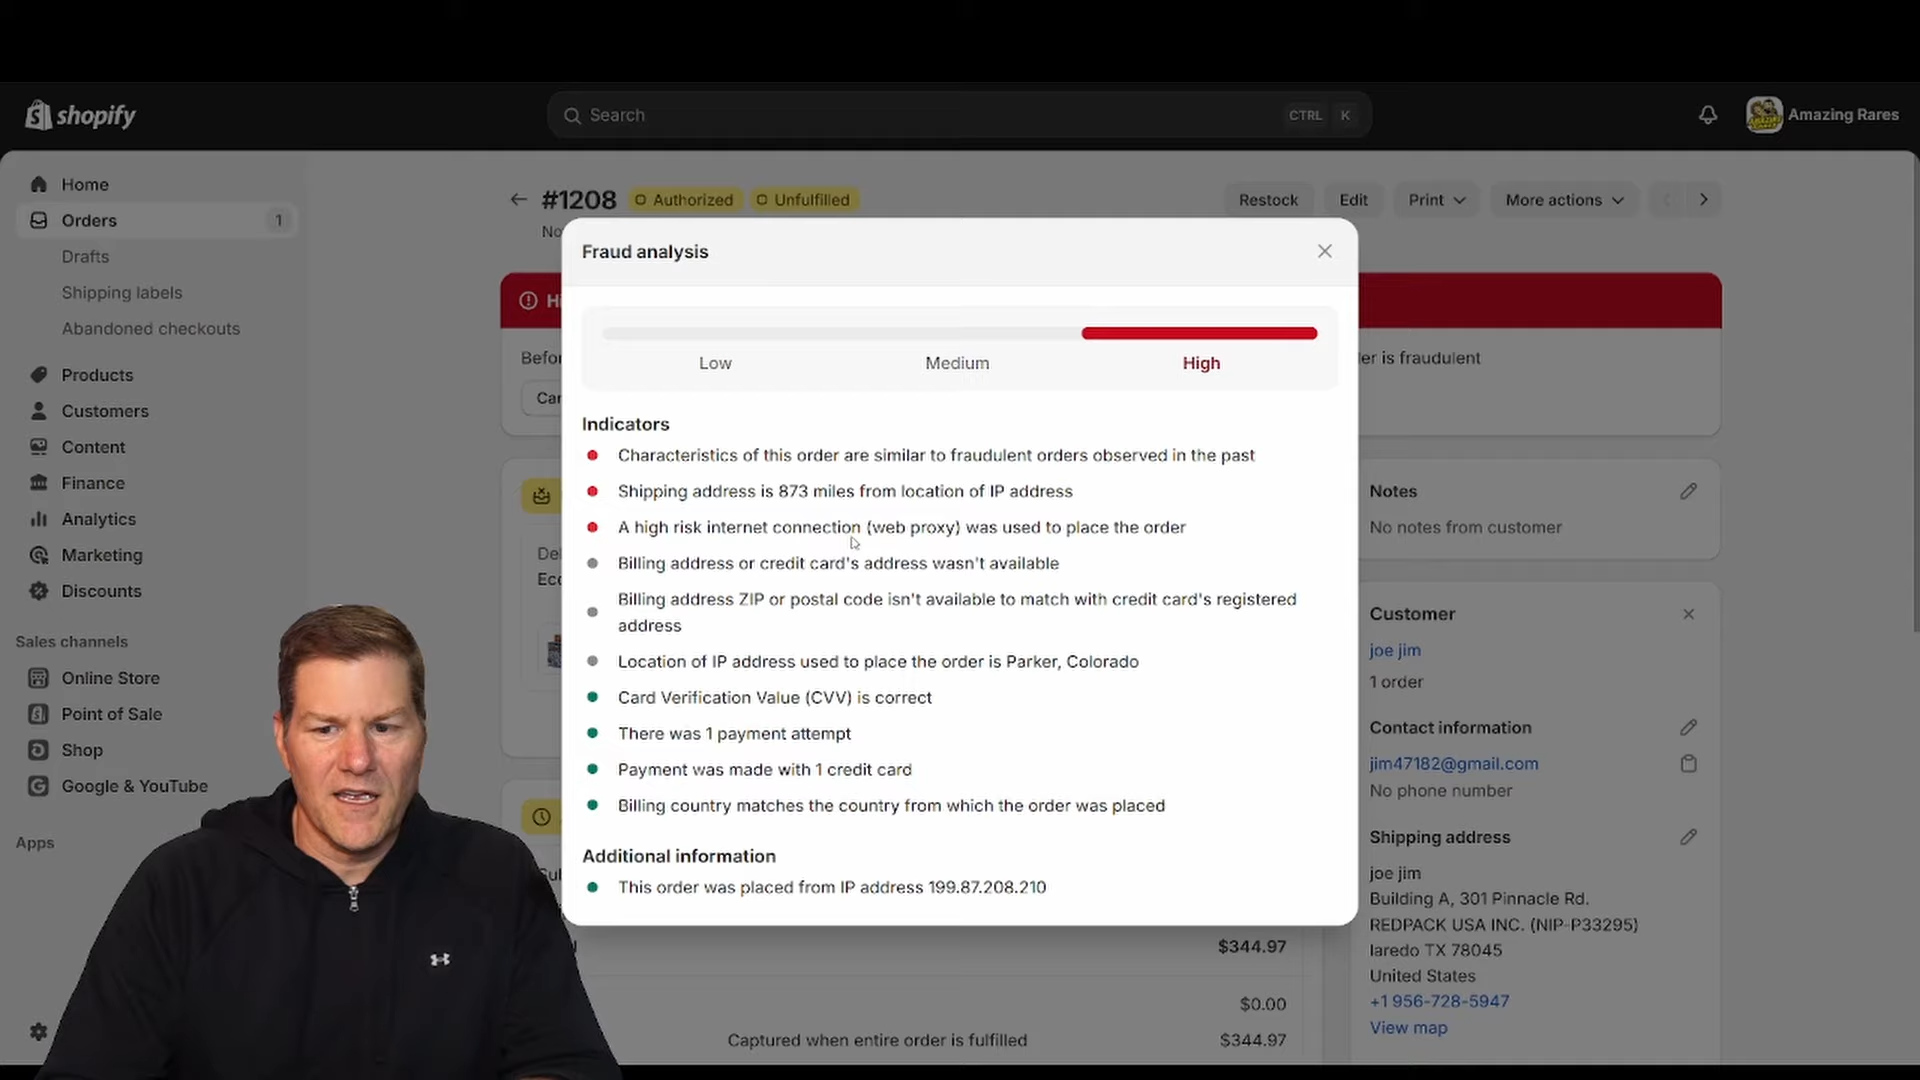 shopify
Search
CTRL K
Amazing Rares
Home
Orders 1
Drafts
Shipping labels
Abandoned checkouts
Products
Customers
Content
Finance
Analytics
Marketing
Discounts
Sales channels
Online Store
Point of Sale
Shop
Google & YouTube
Apps
#1208 Authorized Unfulfilled
Restock Edit Print More actions
Fraud analysis
Low Medium High
Indicators
Characteristics of this order are similar to fraudulent orders observed in the past
Shipping address is 873 miles from location of IP address
A high risk internet connection (web proxy) was used to place the order
Billing address or credit card's address wasn't available
Billing address ZIP or postal code isn't available to match with credit card's registered
address
Location of IP address used to place the order is Parker, Colorado
Card Verification Value (CVV) is correct
There was 1 payment attempt
Payment was made with 1 credit card
Billing country matches the country from which the order was placed
Additional information
This order was placed from IP address 199.87.208.210
$344.97
$0.00
Captured when entire order is fulfilled $344.97
is fraudulent
Notes
No notes from customer
Customer
joe jim
1 order
Contact information
jim47182@gmail.com
No phone number
Shipping address
joe jim
Building A, 301 Pinnacle Rd.
REDPACK USA INC. (NIP-P33295)
laredo TX 78045
United States
+1 956-728-5947
View map